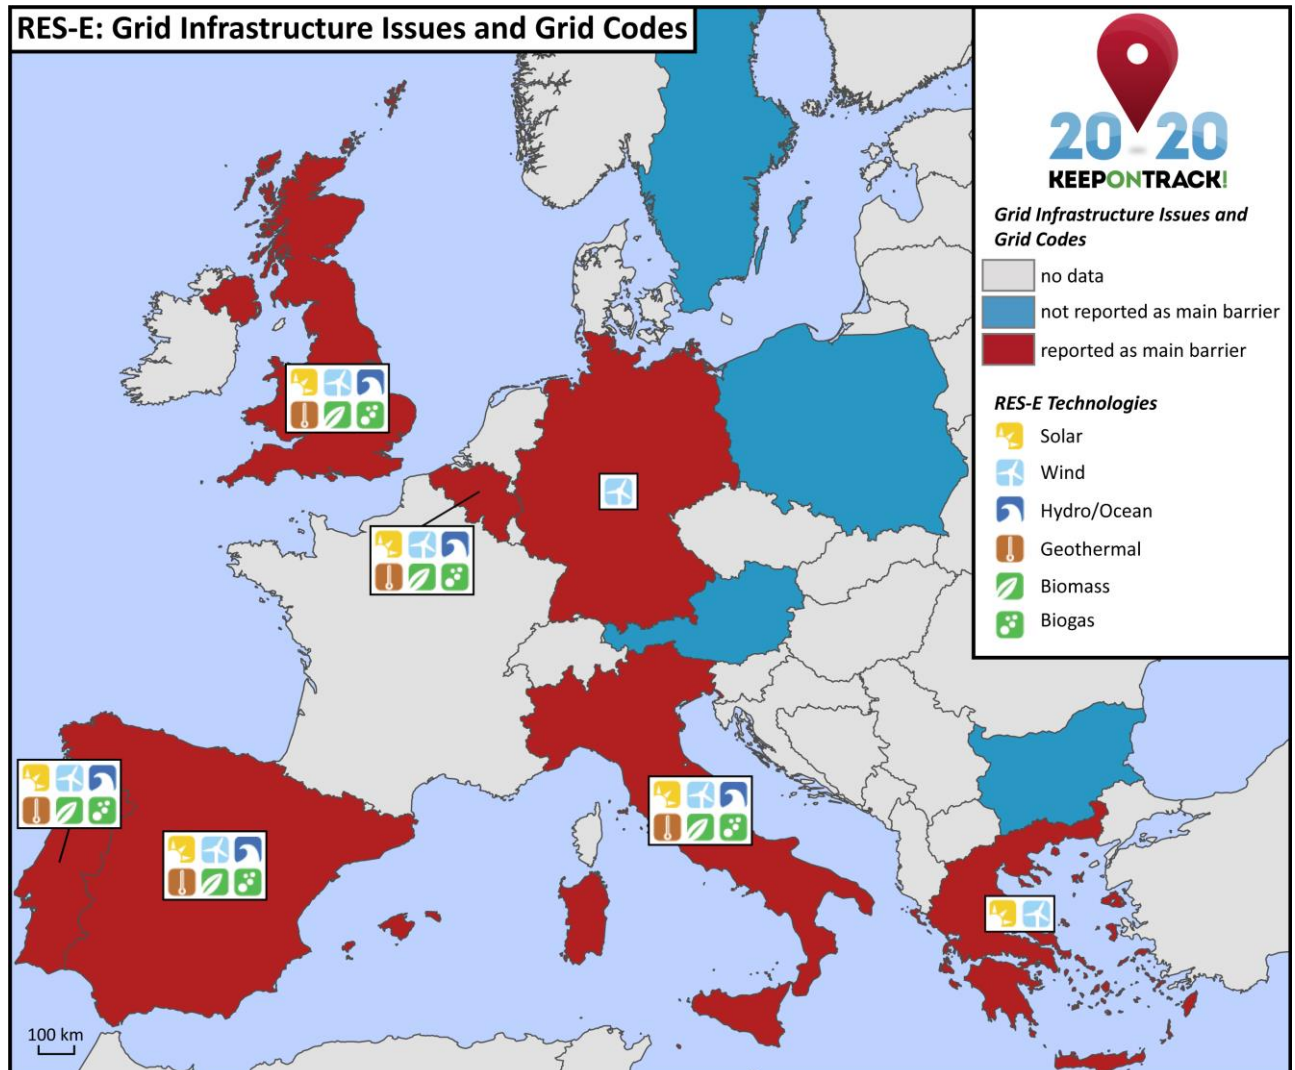 RES-E: Grid Infrastructure Issues and Grid Codes
20 20
KEEPONTRACK!
Grid Infrastructure Issues and
Grid Codes
no data
not reported as main barrier
reported as main barrier
RES-E Technologies
Solar
Wind
Hydro/Ocean
Geothermal
Biomass
Biogas
100 km